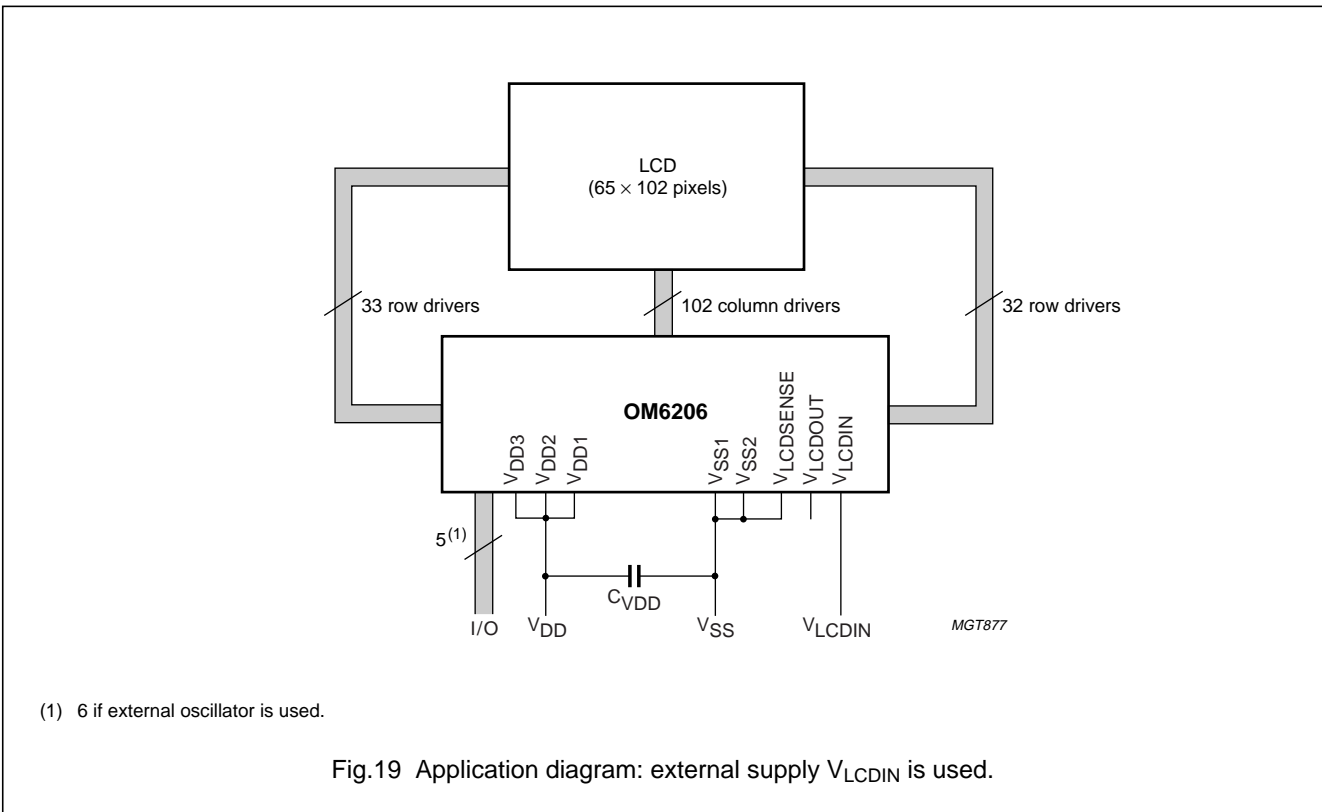 LCD
(65 × 102 pixels)
33 row drivers
102 column drivers
32 row drivers
OM6206
VDD3
VDD2
VDD1
VSS1
VSS2
VLCDSENSE
VLCDOUT
VLCDIN
5(1)
CVDD
I/O
VDD
VSS
VLCDIN
MGT877
(1) 6 if external oscillator is used.
Fig.19 Application diagram: external supply VLCDIN is used.